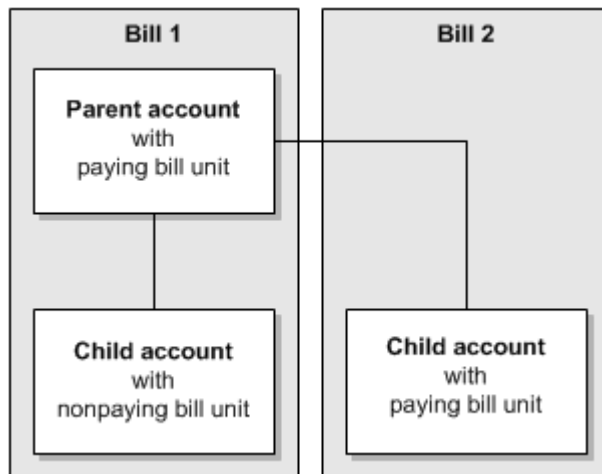 Bill 1
Parent account
with
paying bill unit
Child account
with
nonpaying bill unit
Bill 2
Child account
with
paying bill unit